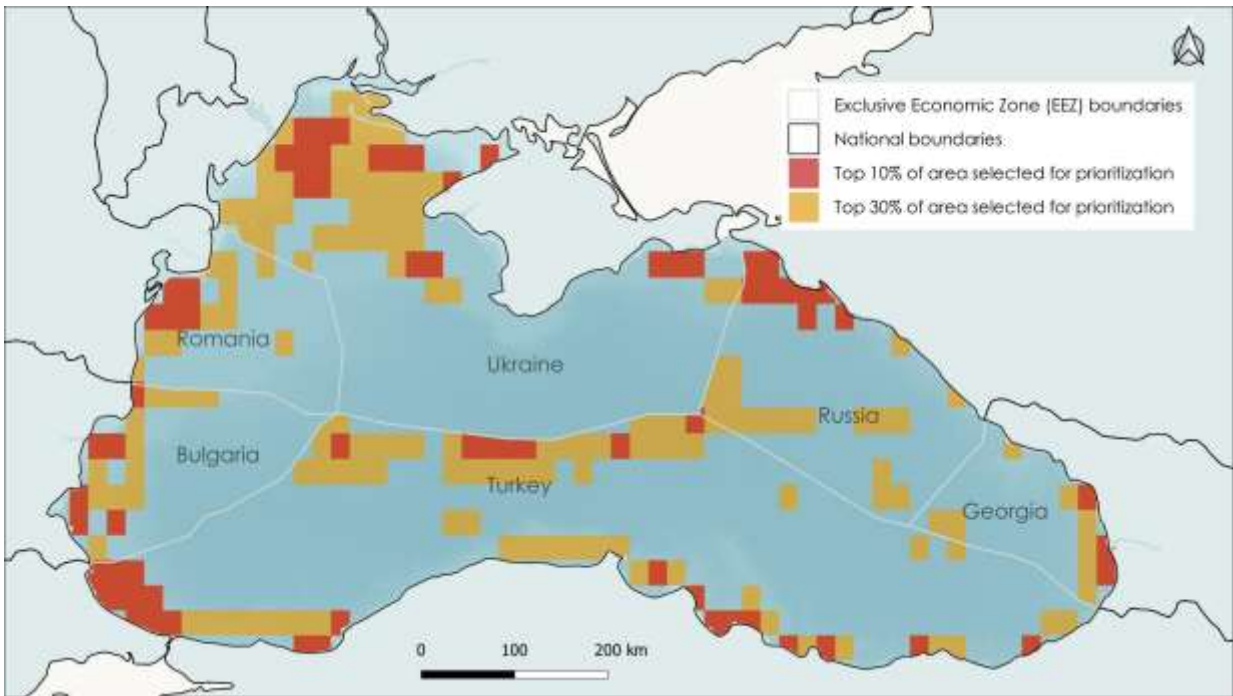 Exclusive Economic Zone (EEZ) boundaries
National boundaries
Top 10% of area selected for prioritization
Top 30% of area selected for prioritization
Romania
Ukraine
Russia
Bulgaria
Turkey
Georgia
0 100 200 km